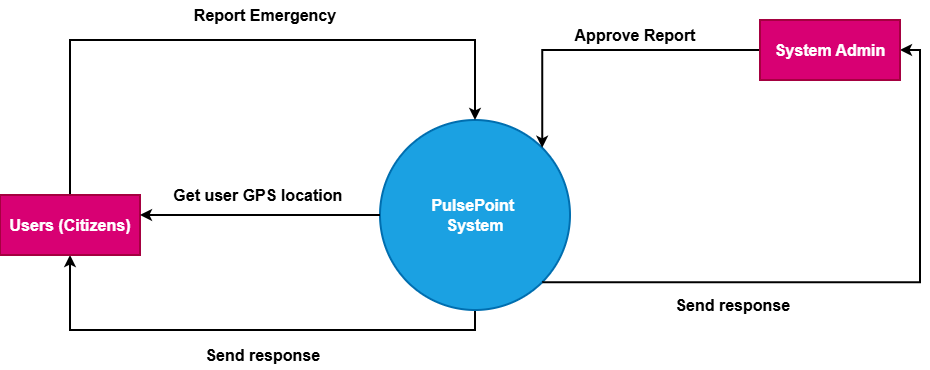 Report Emergency
Approve Report
System Admin
Get user GPS location
Users (Citizens)
PulsePoint
System
Send response
Send response